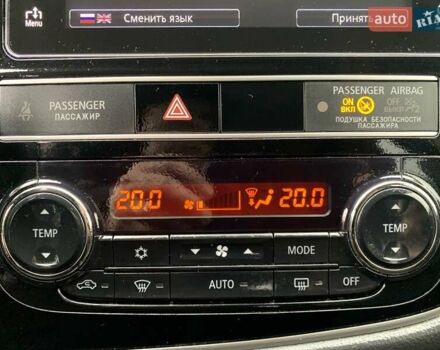 Menu
Сменить язык
Принять
auto
RIA
PASSENGER
ПАССАЖИР
PASSENGER AIRBAG
ON OFF
ВКЛ ВЫКЛ
ПОДУШКА БЕЗОПАСНОСТИ
ПАССАЖИРА
20.0 20.0
TEMP
MODE
TEMP
AUTO
OFF